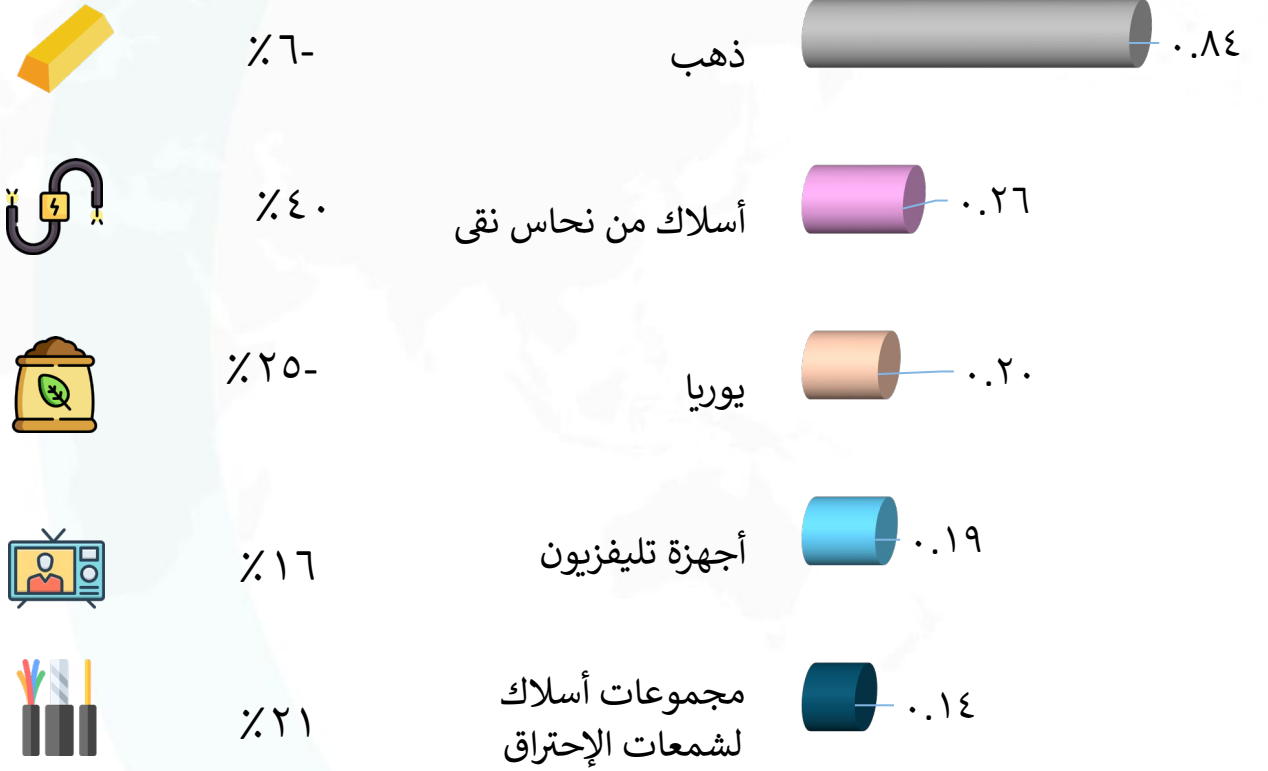 ٠.٨٤
ذهب
-٦٪
٠.٢٦
أسلاك من نحاس نقى
٤٠٪
٠.٢٠
يوريا
-٢٥٪
٠.١٩
أجهزة تليفزيون
١٦٪
٠.١٤
مجموعات أسلاك
لشمعات الإحتراق
٢١٪